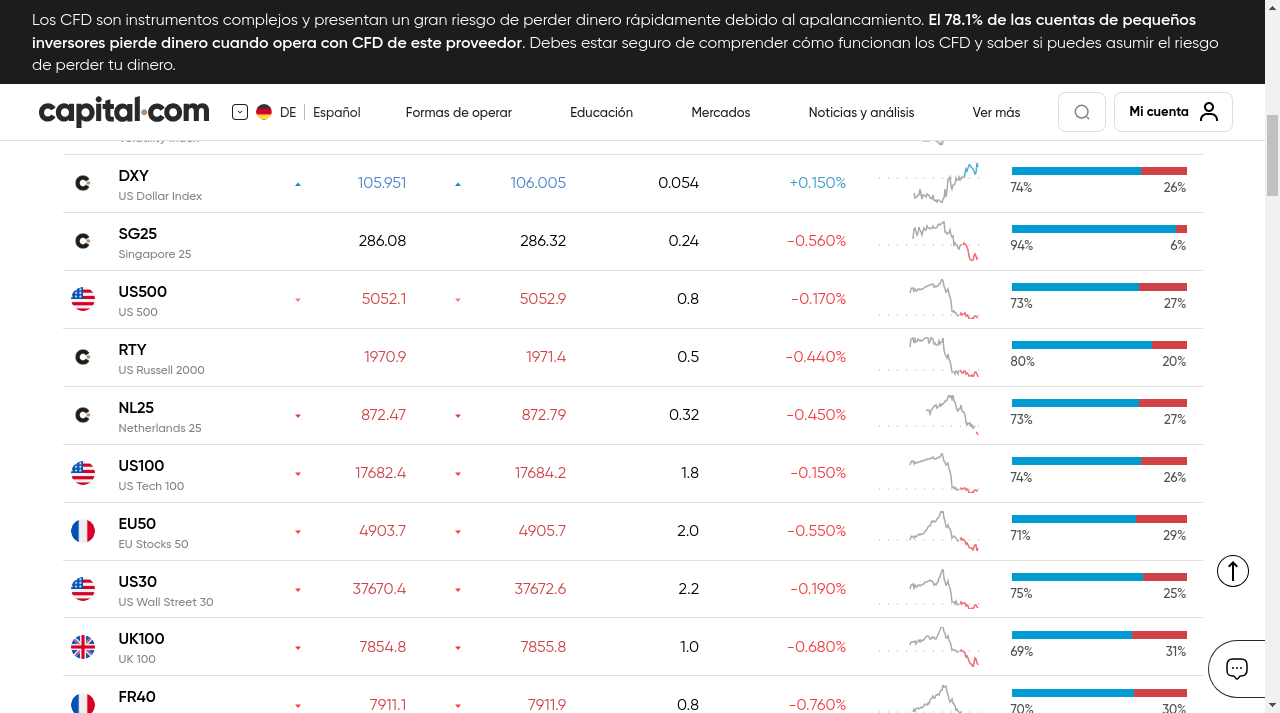 Los CFD son instrumentos complejos y presentan un gran riesgo de perder dinero rápidamente debido al apalancamiento. El 78.1% de las cuentas de pequeños
inversores pierde dinero cuando opera con CFD de este proveedor. Debes estar seguro de comprender cómo funcionan los CFD y saber si puedes asumir el riesgo
de perder tu dinero.
capital.com DE Español Formas de operar Educación Mercados Noticias y análisis Ver más Mi cuenta
Volatility Index
DXY 105.951 106.005 0.054 +0.150%
US Dollar Index 74% 26%
SG25 286.08 286.32 0.24 -0.560%
Singapore 25 94% 6%
US500 5052.1 5052.9 0.8 -0.170%
US 500 73% 27%
RTY 1970.9 1971.4 0.5 -0.440%
US Russell 2000 80% 20%
NL25 872.47 872.79 0.32 -0.450%
Netherlands 25 73% 27%
US100 17682.4 17684.2 1.8 -0.150%
US Tech 100 74% 26%
EU50 4903.7 4905.7 2.0 -0.550%
EU Stocks 50 71% 29%
US30 37670.4 37672.6 2.2 -0.190%
US Wall Street 30 75% 25%
UK100 7854.8 7855.8 1.0 -0.680%
UK 100 69% 31%
FR40 7911.1 7911.9 0.8 -0.760%
70% 30%